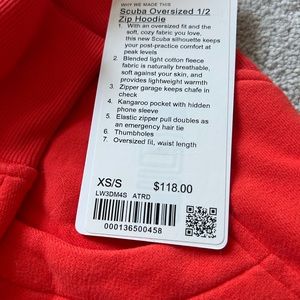 WHY WE MADE THIS
Scuba Oversized 1/2
Zip Hoodie
1. With an oversized fit and the
soft, cozy fabric you love,
this new Scuba silhouette keeps
your post-practice comfort at
peak levels
2. Blended light cotton fleece
fabric is naturally breathable,
soft against your skin, and
provides lightweight warmth
3. Zipper garage keeps chafe in
check
4. Kangaroo pocket with hidden
phone sleeve
5. Elastic zipper pull doubles as
an emergency hair tie
6. Thumbholes
7. Oversized fit, waist length
XS/S $118.00
LW3DM4S ATRD
000136500458